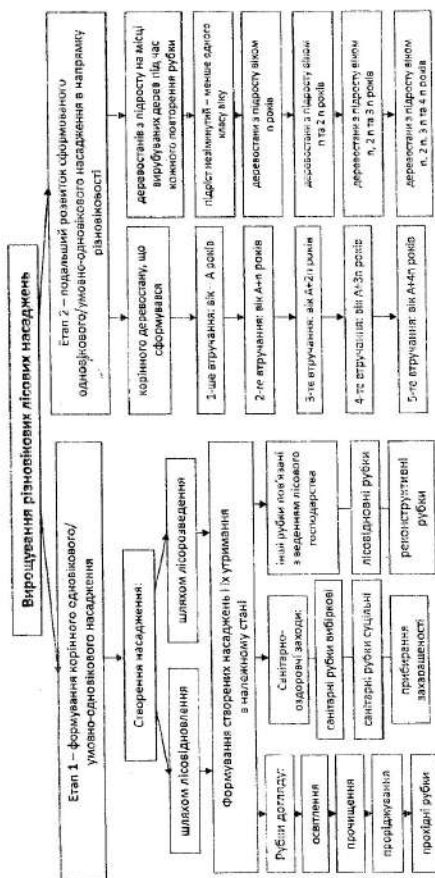 Вирощування різновікових лісових насаджень
Етап 1 – формування корінного одновікового/
умовно-одновікового насадження
Створення насадження:
шляхом лісовідновлення
шляхом лісорозведення
Формування створених насаджень і їх утримання
в належному стані
Рубки догляду:
освітлення
прочищення
проріджування
прохідні рубки
Санітарно-
оздоровчі заходи:
санітарні рубки вибіркові
санітарні рубки суцільні
прибирання
захаращеності
інші рубки пов'язані
з веденням лісового
господарства
лісовідновні рубки
реконструктивні
рубки
Етап 2 – подальший розвиток сформованого
одновікового/умовно-одновікового насадження в напрямку
різновіковості
корінного деревостану, що
сформувався
1-ше втручання: вік – А років
2-ге втручання: вік А+n років
3-тє втручання: вік А+2n років
4-те втручання: вік А+3n років
5-те втручання: вік А+4n років
деревостанів з підросту на місці
вирубуваних дерев під час
кожного повторення рубки
підріст незімкнутий – менше одного
класу віку
деревостани з підросту віком
n років
деревостани з підросту віком
n та 2 n років
деревостани з підросту віком
n, 2 n та 3 n років
деревостани з підросту віком
n, 2 n, 3 n та 4 n років